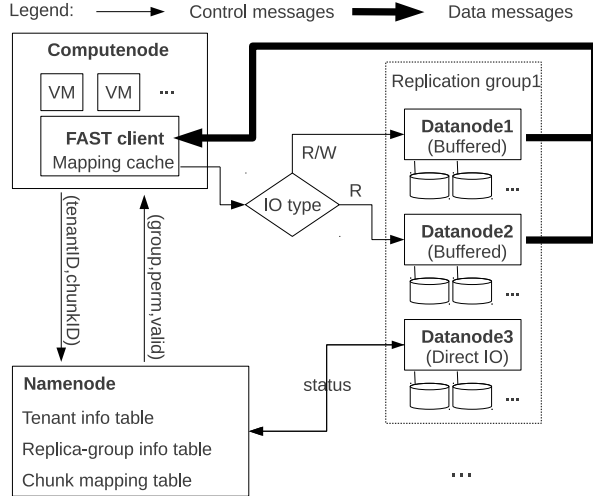 Legend: Control messages Data messages
Computenode
VM VM ...
FAST client
Mapping cache
(tenantID,chunkID)
(group,perm,valid)
R/W
IO type
R
Replication group1
Datanode1
(Buffered)
...
Datanode2
(Buffered)
...
Datanode3
(Direct IO)
...
status
Namenode
Tenant info table
Replica-group info table
Chunk mapping table
...